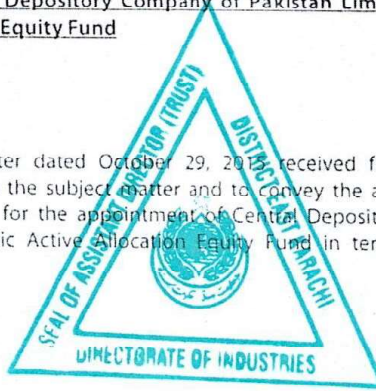 Depository Company of Pakistan Lim
Equity Fund
ter dated October 29, 2015 received f
the subject matter and to convey the a
for the appointment of Central Deposit
ic Active Allocation Equity Fund in ter
SEAL OF ASSISTANT DIRECTOR (TRUST)
DISTRICT EAST KARACHI
DIRECTORATE OF INDUSTRIES